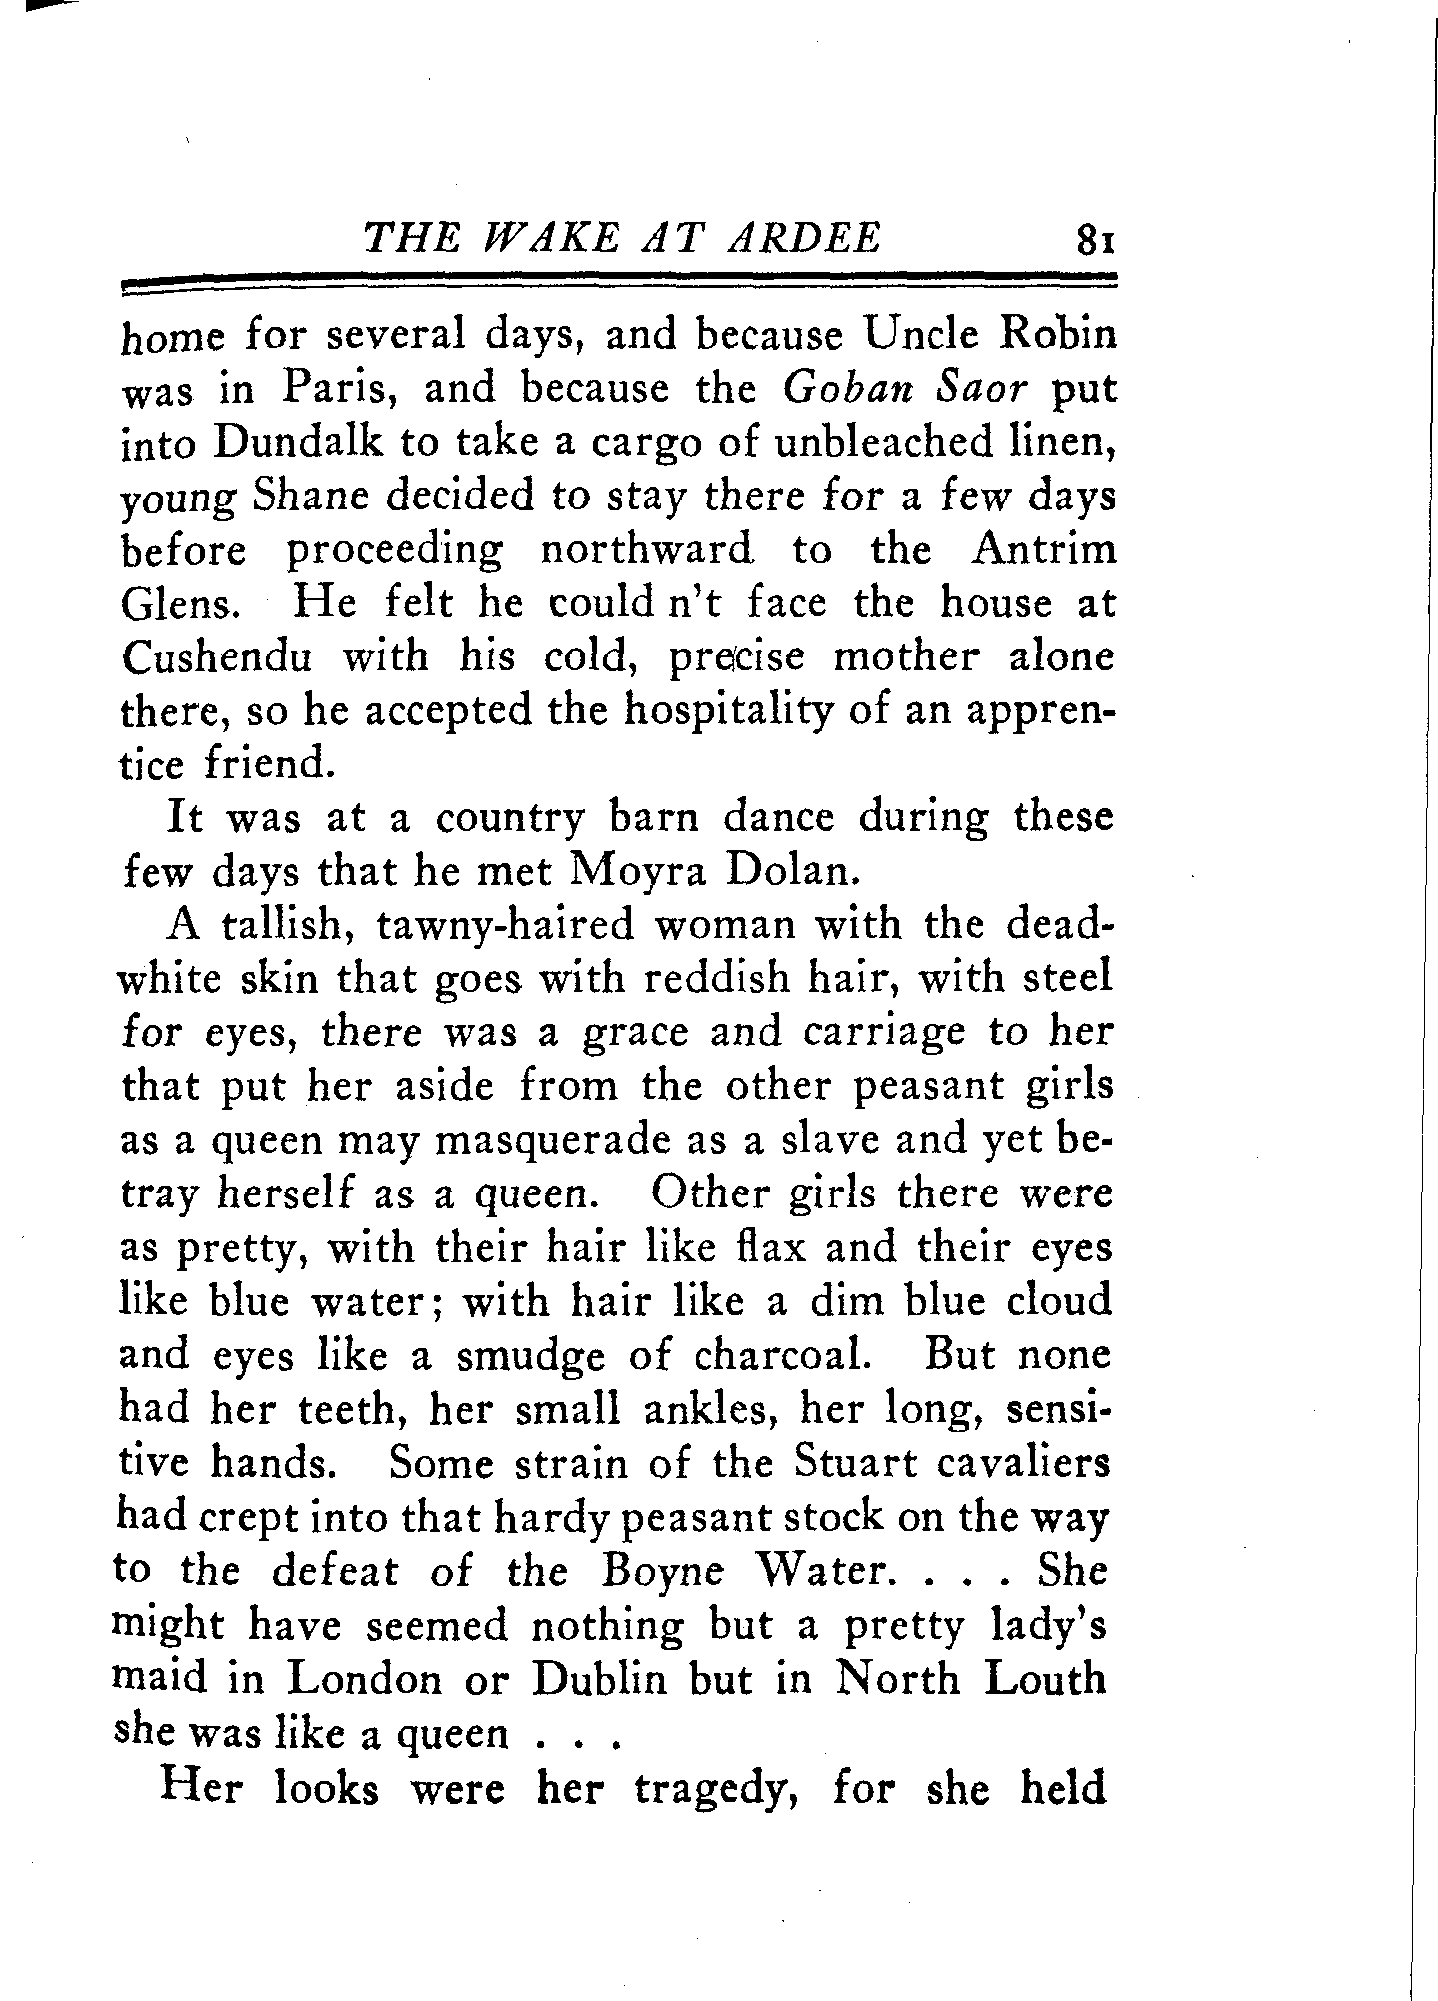 THE WAKE AT ARDEE 81
home for several days, and because Uncle Robin
was in Paris, and because the Goban Saor put
into Dundalk to take a cargo of unbleached linen,
young Shane decided to stay there for a few days
before proceeding northward to the Antrim
Glens. He felt he could n't face the house at
Cushendu with his cold, precise mother alone
there, so he accepted the hospitality of an appren-
tice friend.
It was at a country barn dance during these
few days that he met Moyra Dolan.
A tallish, tawny-haired woman with the dead-
white skin that goes with reddish hair, with steel
for eyes, there was a grace and carriage to her
that put her aside from the other peasant girls
as a queen may masquerade as a slave and yet be-
tray herself as a queen. Other girls there were
as pretty, with their hair like flax and their eyes
like blue water; with hair like a dim blue cloud
and eyes like a smudge of charcoal. But none
had her teeth, her small ankles, her long, sensi-
tive hands. Some strain of the Stuart cavaliers
had crept into that hardy peasant stock on the way
to the defeat of the Boyne Water. . . . She
might have seemed nothing but a pretty lady's
maid in London or Dublin but in North Louth
she was like a queen . . .
Her looks were her tragedy, for she held